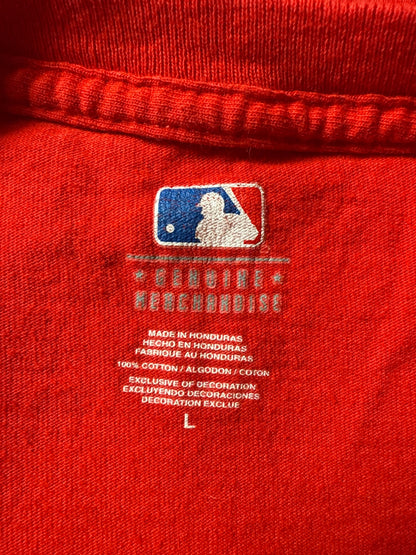 ★ GENUINE ★
MERCHANDISE
MADE IN HONDURAS
HECHO EN HONDURAS
FABRIQUE AU HONDURAS
100% COTTON / ALGODON / COTON
EXCLUSIVE OF DECORATION
EXCLUYENDO DECORACIONES
DECORATION EXCLUE
L